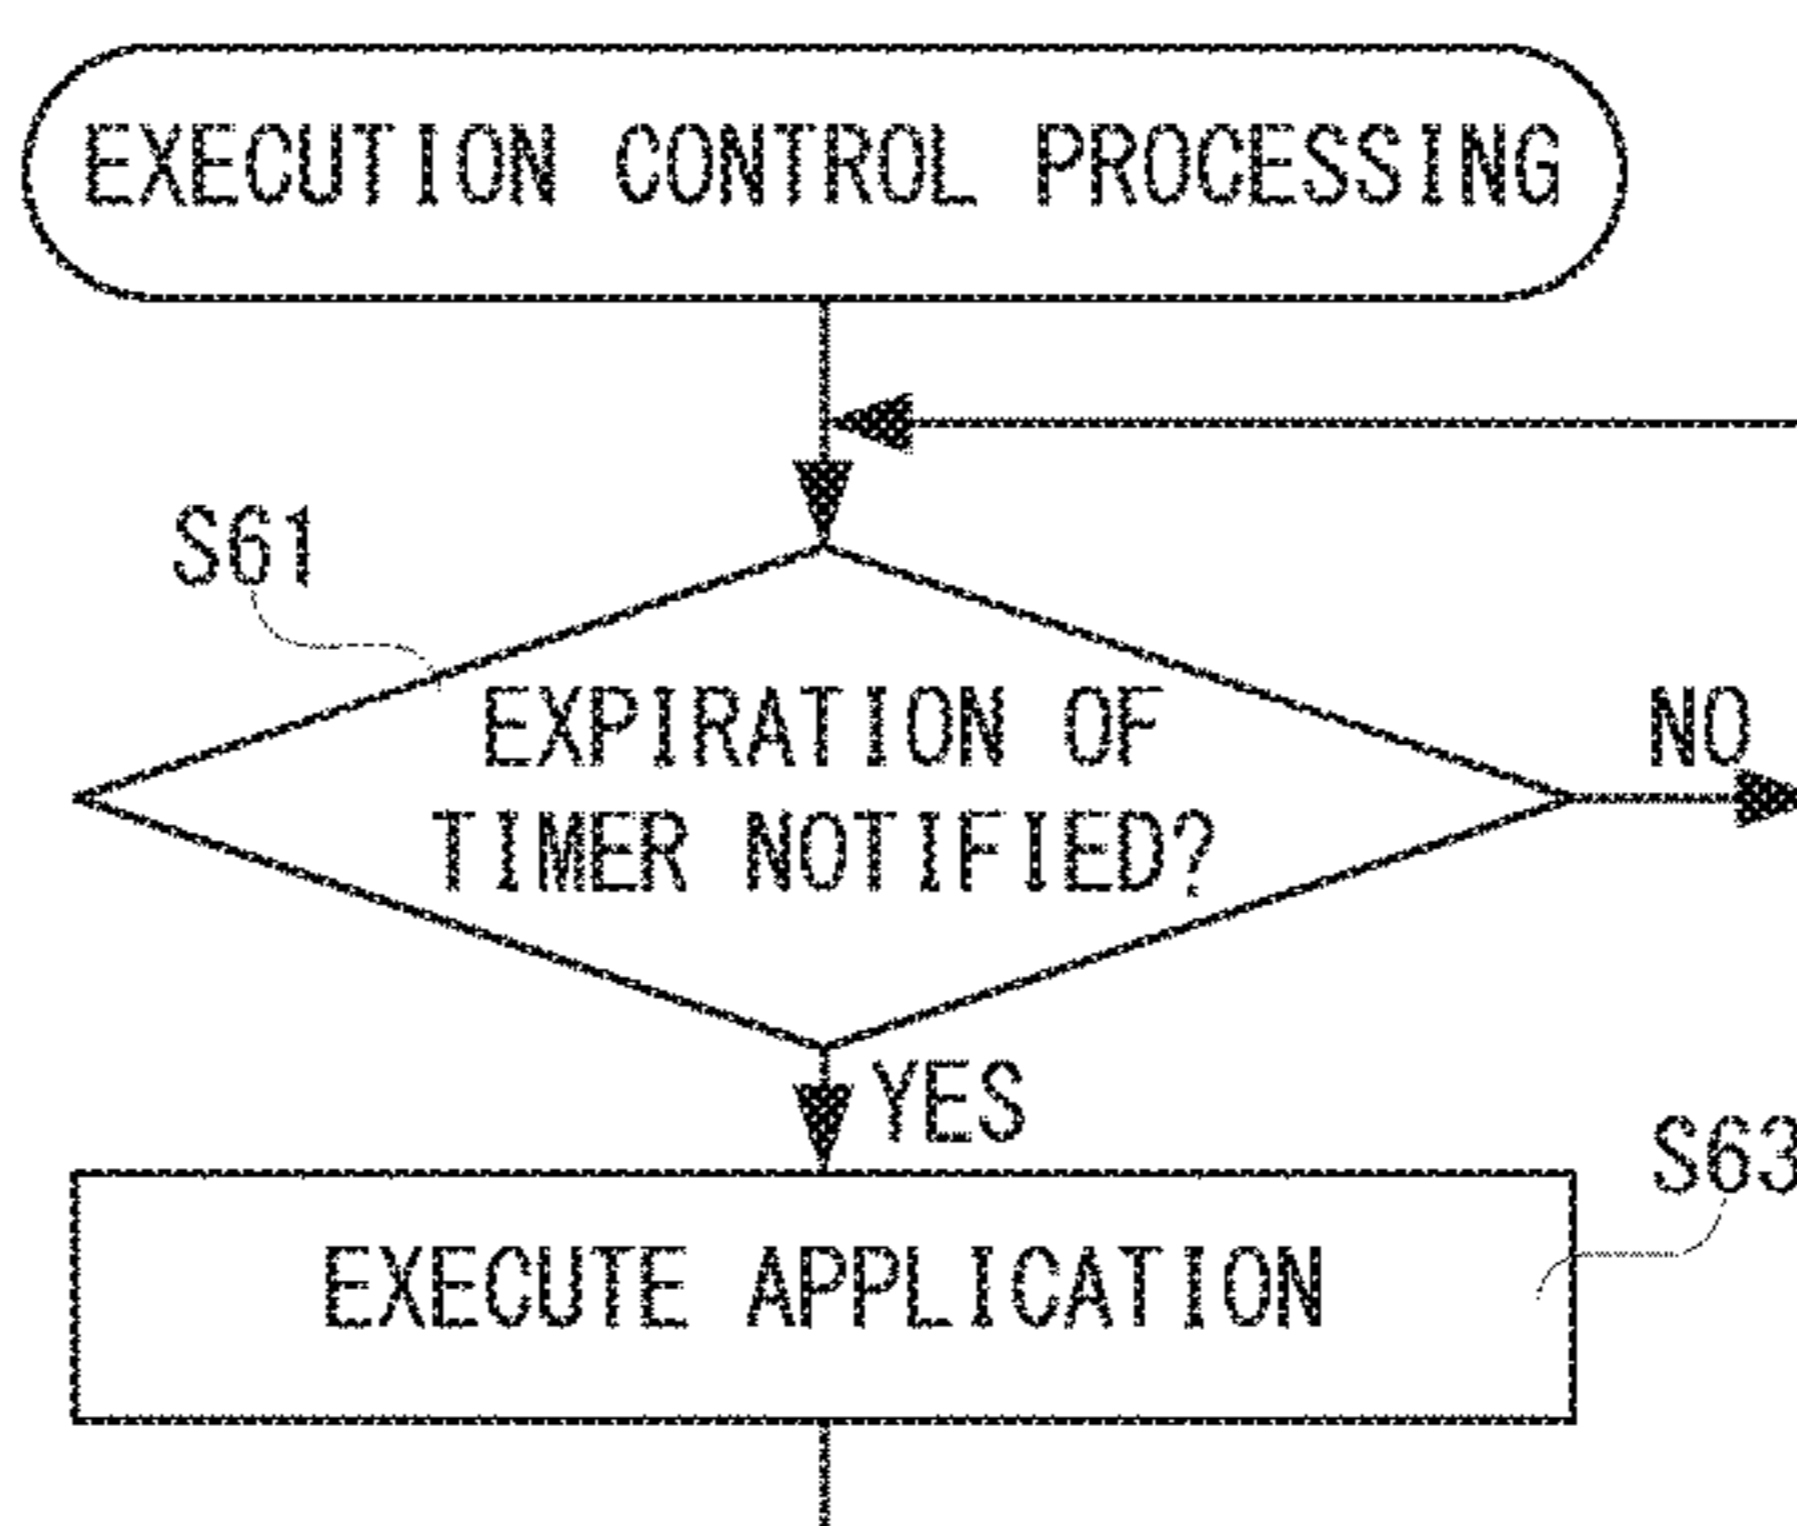 EXECUTION CONTROL PROCESSING
S61
EXPIRATION OF
TIMER NOTIFIED?
NO
YES
S63
EXECUTE APPLICATION